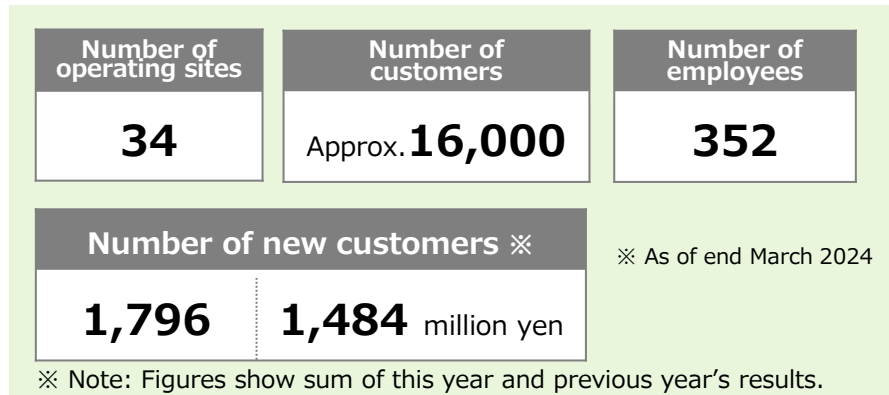 Number of
operating sites
34
Number of
customers
Approx.16,000
Number of
employees
352
Number of new customers ※
1,796
1,484 million yen
※ As of end March 2024
※ Note: Figures show sum of this year and previous year’s results.